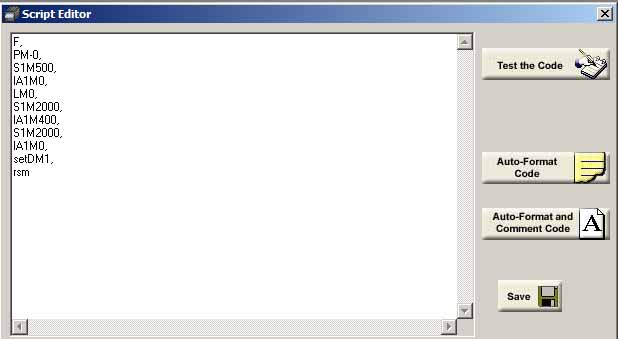 Script Editor
F,
PM-0,
S1M500,
IA1M0,
LM0,
S1M2000,
IA1M400,
S1M2000,
IA1M0,
setDM1,
rsm
Test the Code
Auto-Format
Code
Auto-Format and
Comment Code
A
Save